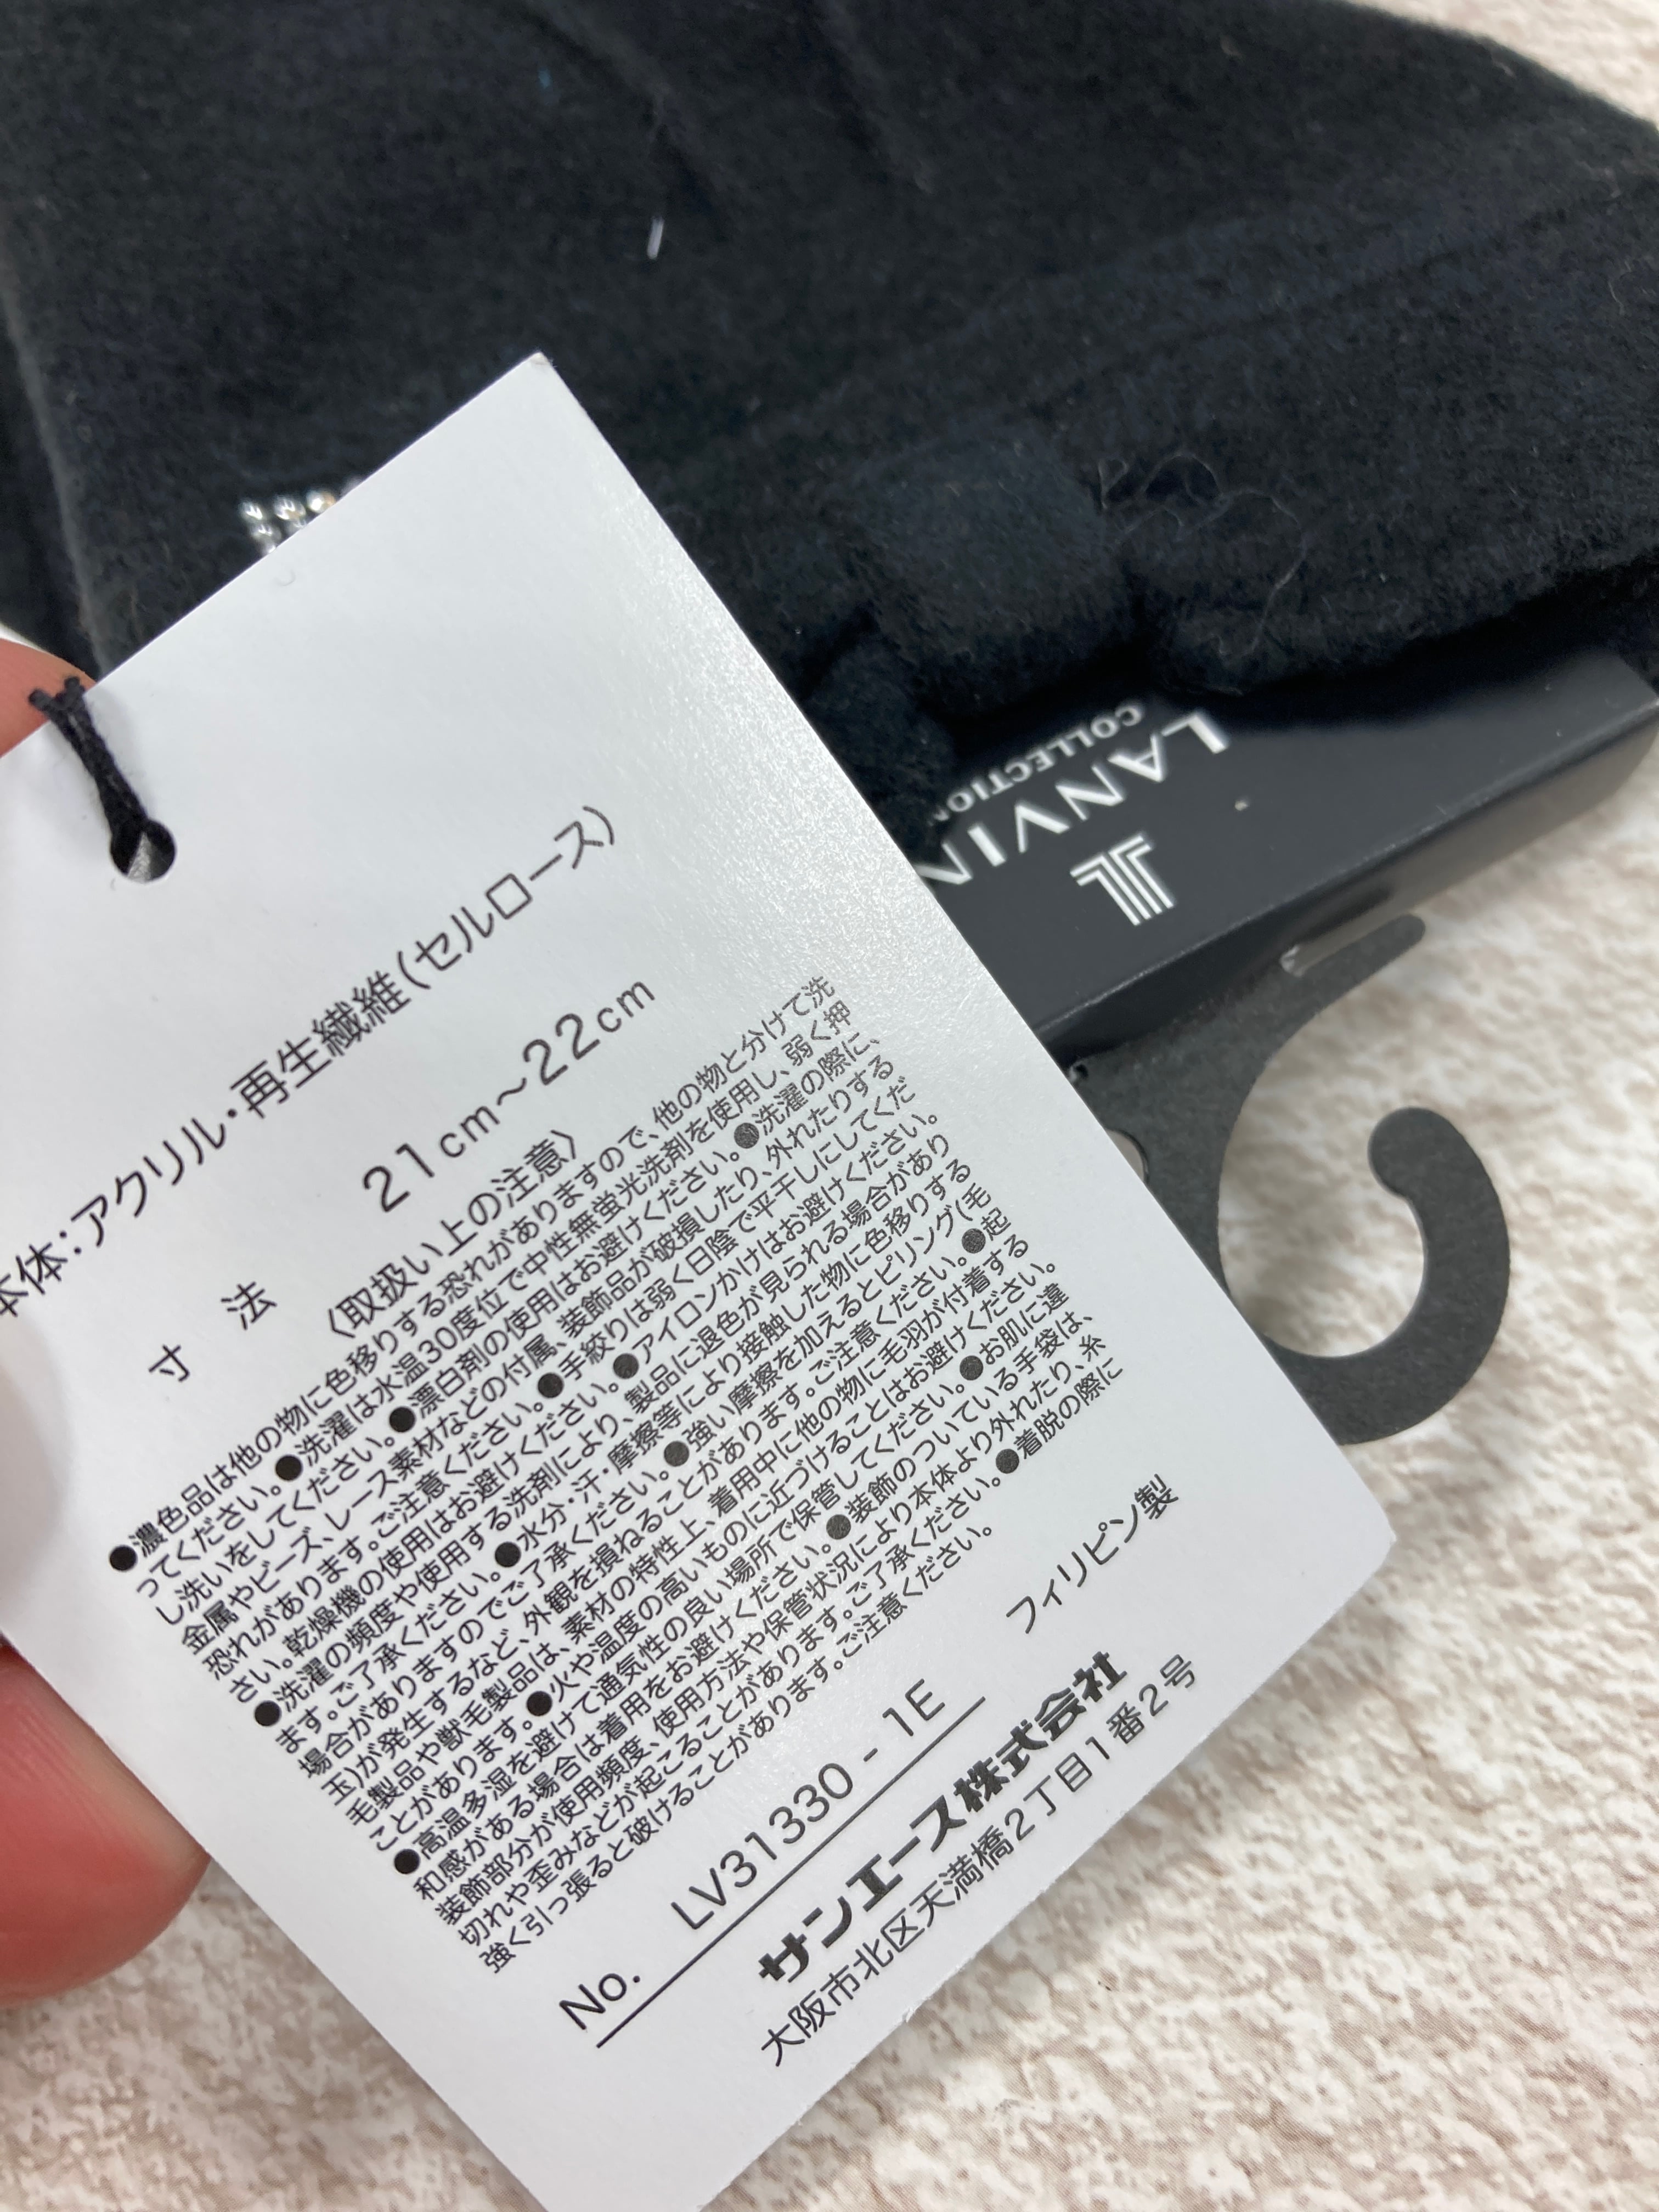 本体：アクリル・再生繊維（セルロース）
寸　法　21cm～22cm
〈取扱い上の注意〉
●濃色品は他の物に色移りする恐れがありますので、他の物と分けて洗
ってください。●洗濯は水温30度位で中性無蛍光洗剤を使用し、弱く押
し洗いをしてください。●漂白剤の使用はお避けください。●洗濯の際に、
金属やビーズ、レース素材などの付属、装飾品が破損したり、外れたりする
恐れがあります。ご注意ください。●手絞りは弱く日陰で平干しにしてくだ
さい。乾燥機の使用はお避けください。●アイロンかけはお避けください。
●洗濯の頻度や使用する洗剤により、製品に退色が見られる場合があり
ます。ご了承ください。●水分・汗・摩擦等により接触した物に色移りする
場合がありますのでご了承ください。●強い摩擦を加えるとピリング(毛
玉)が発生するなど、外観を損ねることがあります。ご注意ください。●起
毛製品や獣毛製品は、素材の特性上、着用中に他の物に毛羽が付着する
ことがあります。●火や温度の高いものに近づけることはお避けください。
●高温多湿を避けて通気性の良い場所で保管してください。●お肌に違
和感がある場合は着用をお避けください。●装飾のついている手袋は、
装飾部分が使用頻度、使用方法や保管状況により本体より外れたり、糸
切れや歪みなどが起こることがあります。ご了承ください。●着脱の際に
強く引っ張ると破けることがあります。ご注意ください。
フィリピン製
No. LV31330-1E
サンエース株式会社
大阪市北区天満橋2丁目1番2号
LANVIN
COLLECTION